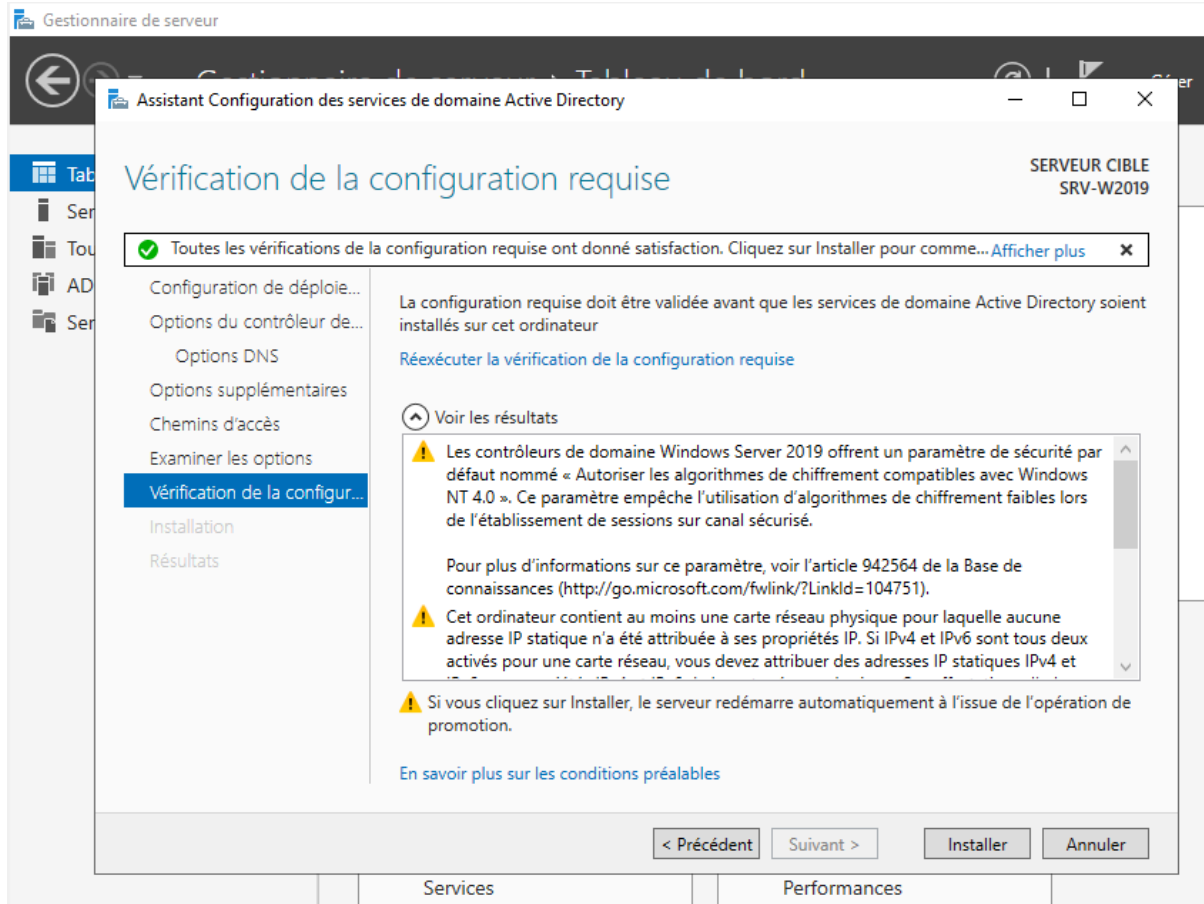 Gestionnaire de serveur
Assistant Configuration des services de domaine Active Directory
Vérification de la configuration requise
SERVEUR CIBLE
SRV-W2019
Tab
Ser
Tou
AD
Ser
Toutes les vérifications de la configuration requise ont donné satisfaction. Cliquez sur Installer pour comme... Afficher plus
Configuration de déploie...
Options du contrôleur de...
Options DNS
Options supplémentaires
Chemins d'accès
Examiner les options
Vérification de la configur...
Installation
Résultats
La configuration requise doit être validée avant que les services de domaine Active Directory soient
installés sur cet ordinateur
Réexécuter la vérification de la configuration requise
Voir les résultats
Les contrôleurs de domaine Windows Server 2019 offrent un paramètre de sécurité par
défaut nommé « Autoriser les algorithmes de chiffrement compatibles avec Windows
NT 4.0 ». Ce paramètre empêche l'utilisation d'algorithmes de chiffrement faibles lors
de l'établissement de sessions sur canal sécurisé.
Pour plus d'informations sur ce paramètre, voir l'article 942564 de la Base de
connaissances (http://go.microsoft.com/fwlink/?LinkId=104751).
Cet ordinateur contient au moins une carte réseau physique pour laquelle aucune
adresse IP statique n'a été attribuée à ses propriétés IP. Si IPv4 et IPv6 sont tous deux
activés pour une carte réseau, vous devez attribuer des adresses IP statiques IPv4 et
Si vous cliquez sur Installer, le serveur redémarre automatiquement à l'issue de l'opération de
promotion.
En savoir plus sur les conditions préalables
< Précédent
Suivant >
Installer
Annuler
Services
Performances